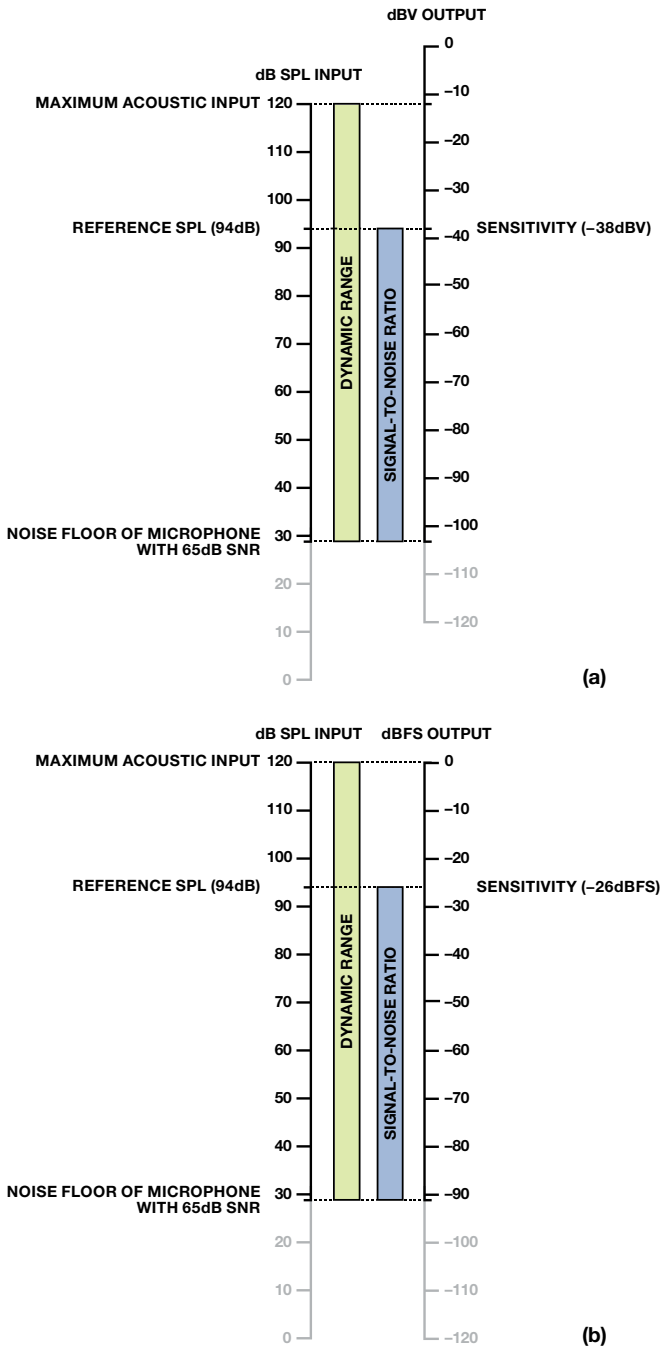 dBV OUTPUT
0
dB SPL INPUT
–10
MAXIMUM ACOUSTIC INPUT 120
110
–20
100
–30
REFERENCE SPL (94dB)
SENSITIVITY (–38dBV)
90
–40
80
–50
70
–60
60
–70
50
–80
40
–90
DYNAMIC RANGE
SIGNAL-TO-NOISE RATIO
30
–100
NOISE FLOOR OF MICROPHONE
WITH 65dB SNR
20
–110
10
–120
0
(a)
dB SPL INPUT
dBFS OUTPUT
MAXIMUM ACOUSTIC INPUT 120
0
110
–10
100
–20
REFERENCE SPL (94dB)
SENSITIVITY (–26dBFS)
90
–30
80
–40
70
–50
60
–60
50
–70
40
–80
DYNAMIC RANGE
SIGNAL-TO-NOISE RATIO
30
–90
NOISE FLOOR OF MICROPHONE
WITH 65dB SNR
20
–100
10
–110
0
–120
(b)